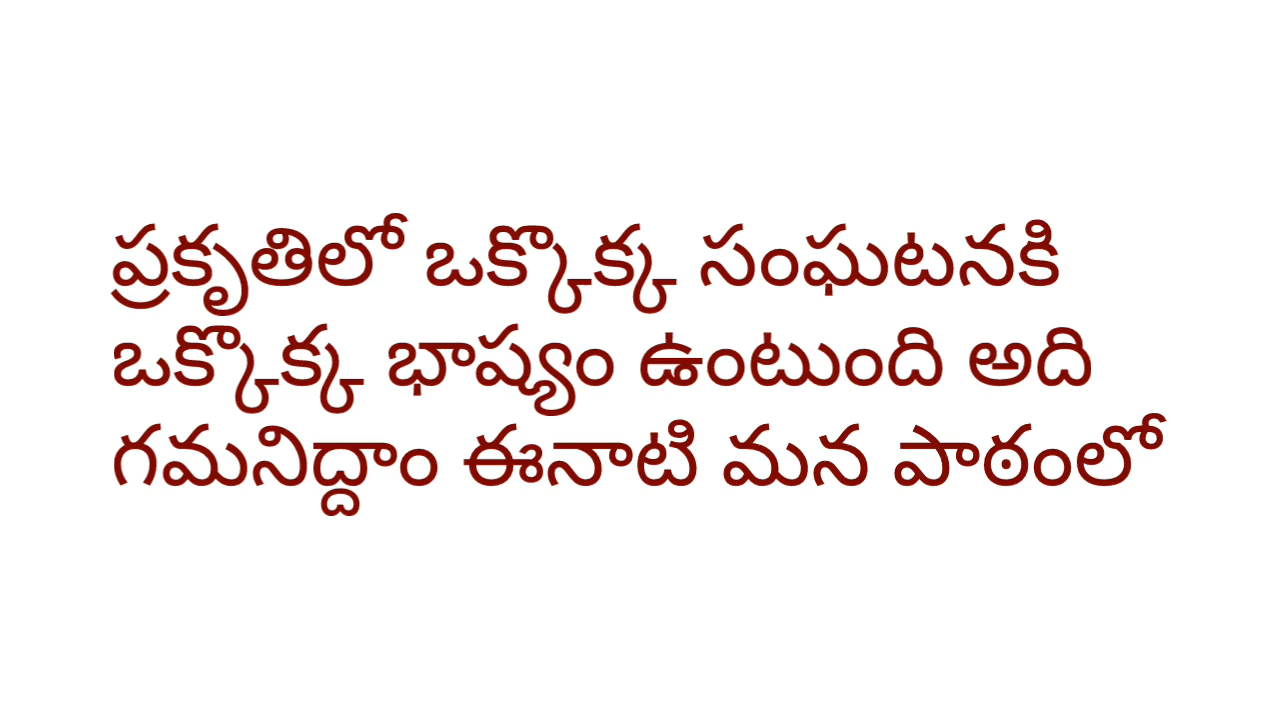 ప్రకృతిలో ఒక్కొక్క సంఘటనకి
ఒక్కొక్క భాష్యం ఉంటుంది అది
గమనిద్దాం ఈనాటి మన పాఠంలో